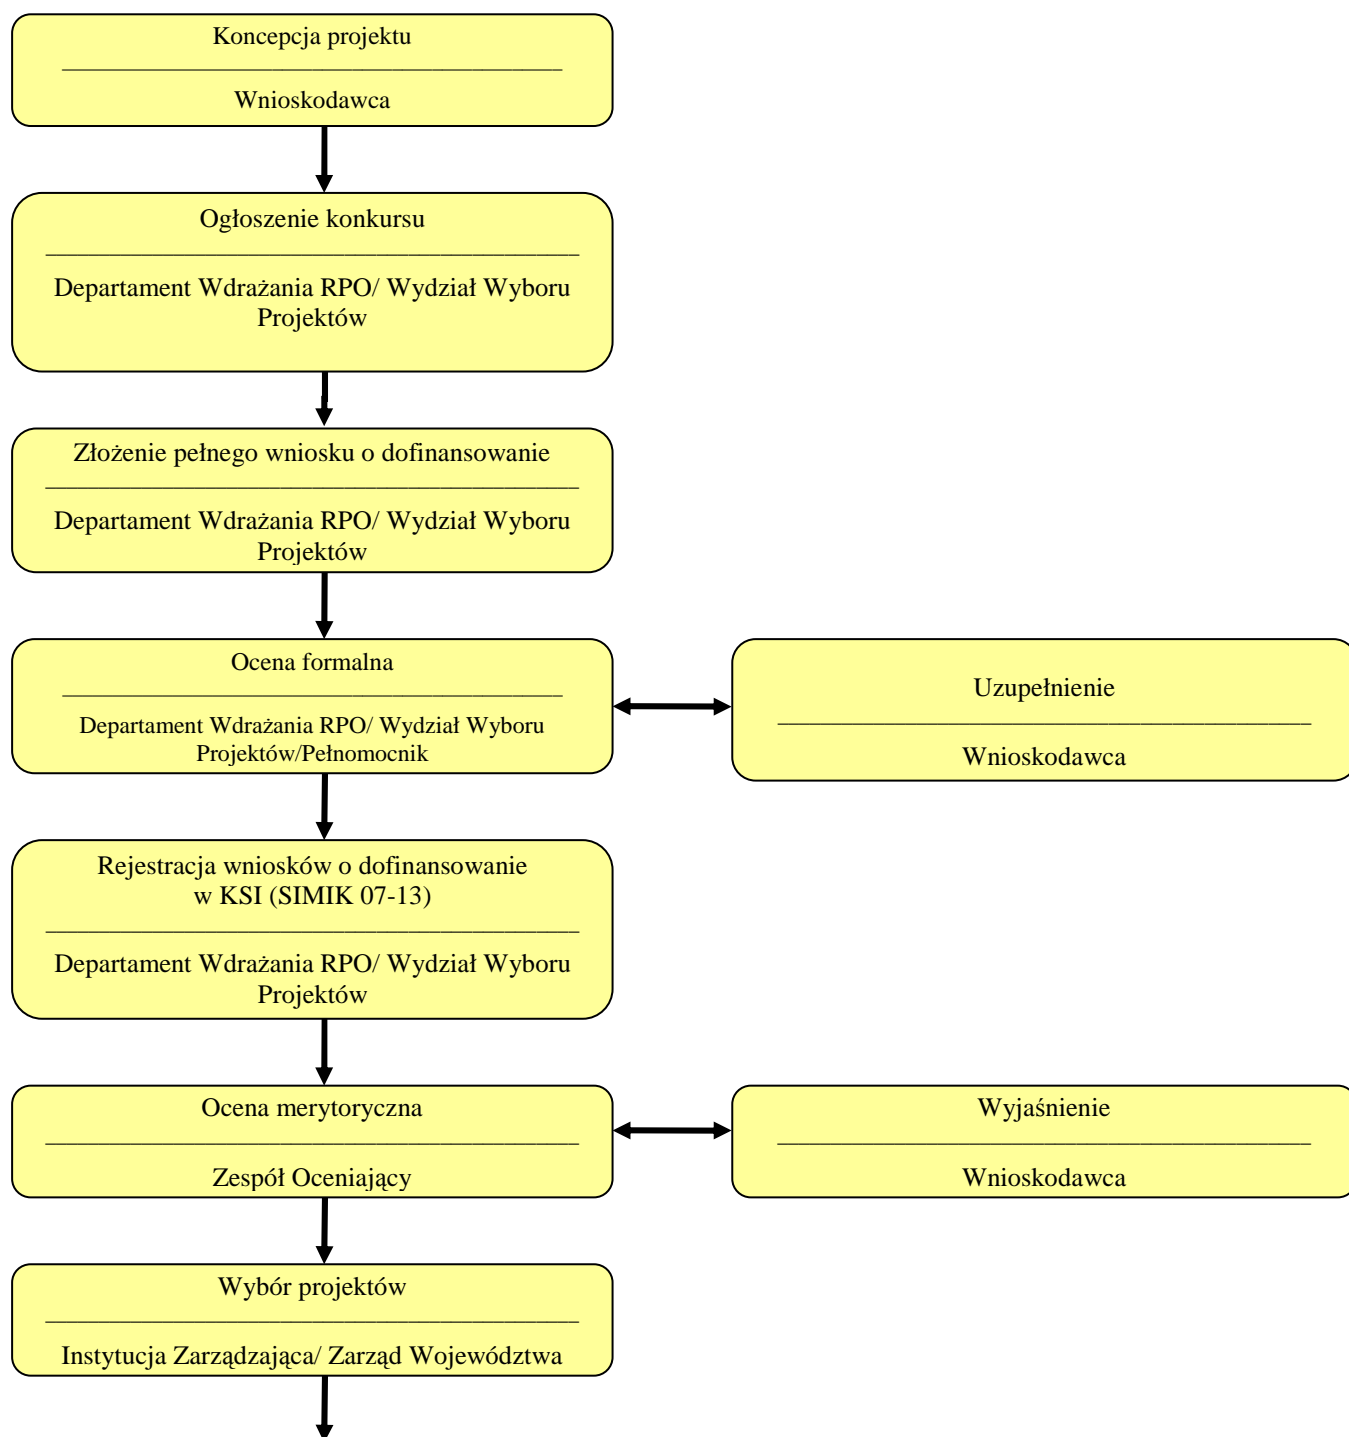 Koncepcja projektu
Wnioskodawca
Ogłoszenie konkursu
Departament Wdrażania RPO/ Wydział Wyboru
Projektów
Złożenie pełnego wniosku o dofinansowanie
Departament Wdrażania RPO/ Wydział Wyboru
Projektów
Ocena formalna
Departament Wdrażania RPO/ Wydział Wyboru
Projektów/Pełnomocnik
Uzupełnienie
Wnioskodawca
Rejestracja wniosków o dofinansowanie
w KSI (SIMIK 07-13)
Departament Wdrażania RPO/ Wydział Wyboru
Projektów
Ocena merytoryczna
Zespół Oceniający
Wyjaśnienie
Wnioskodawca
Wybór projektów
Instytucja Zarządzająca/ Zarząd Województwa